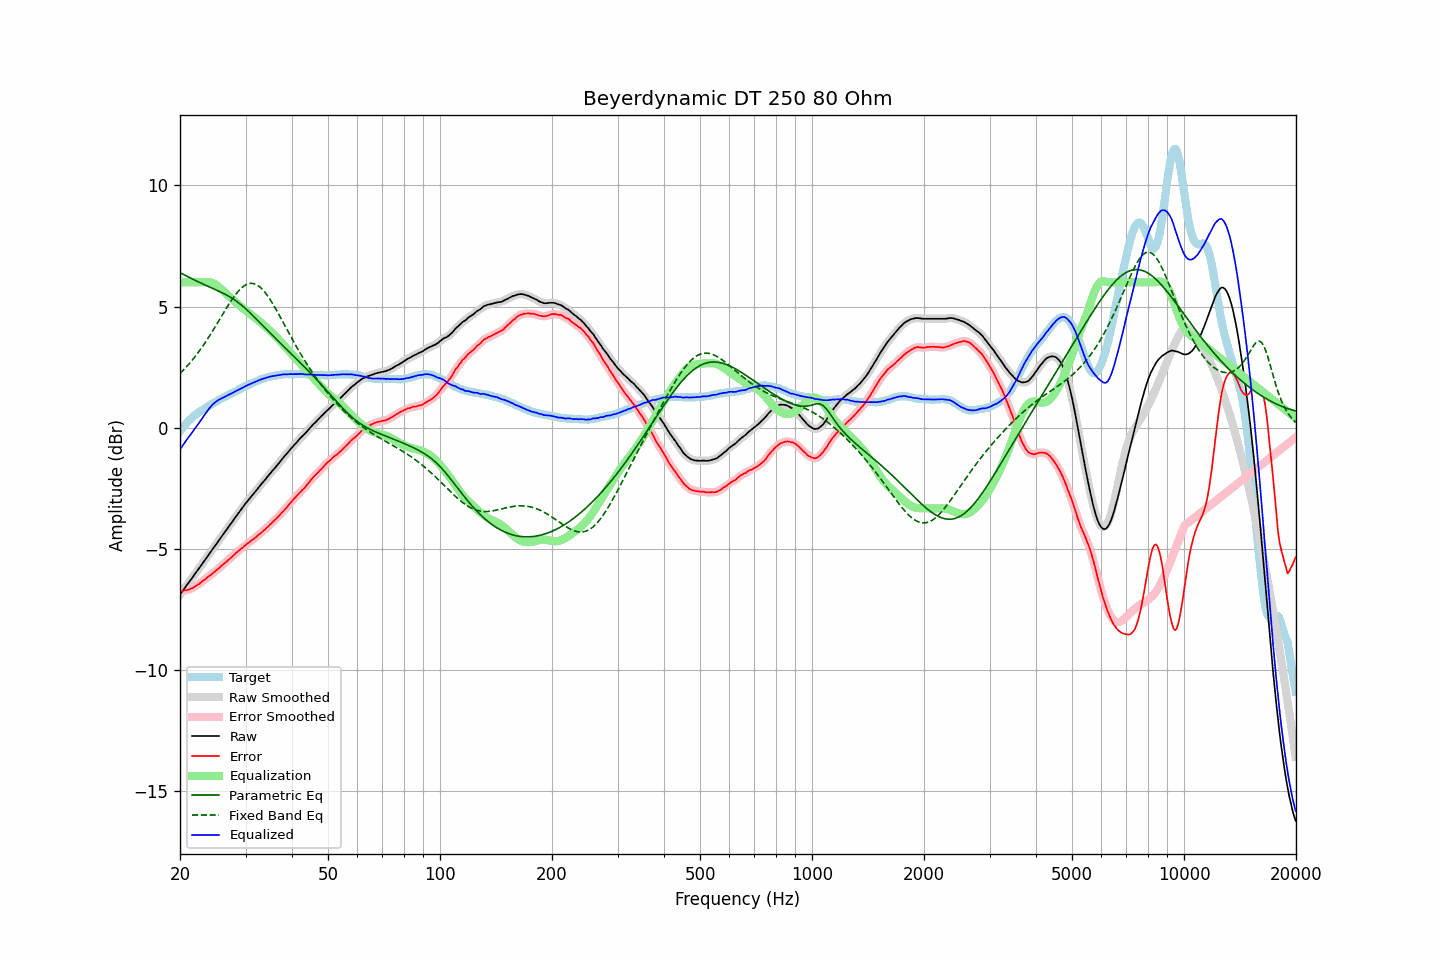 Beyerdynamic DT 250 80 Ohm
10
5
0
−5
−10
−15
Amplitude (dBr)
Target
Raw Smoothed
Error Smoothed
Raw
Error
Equalization
Parametric Eq
Fixed Band Eq
Equalized
20 50 100 200 500 1000 2000 5000 10000 20000
Frequency (Hz)